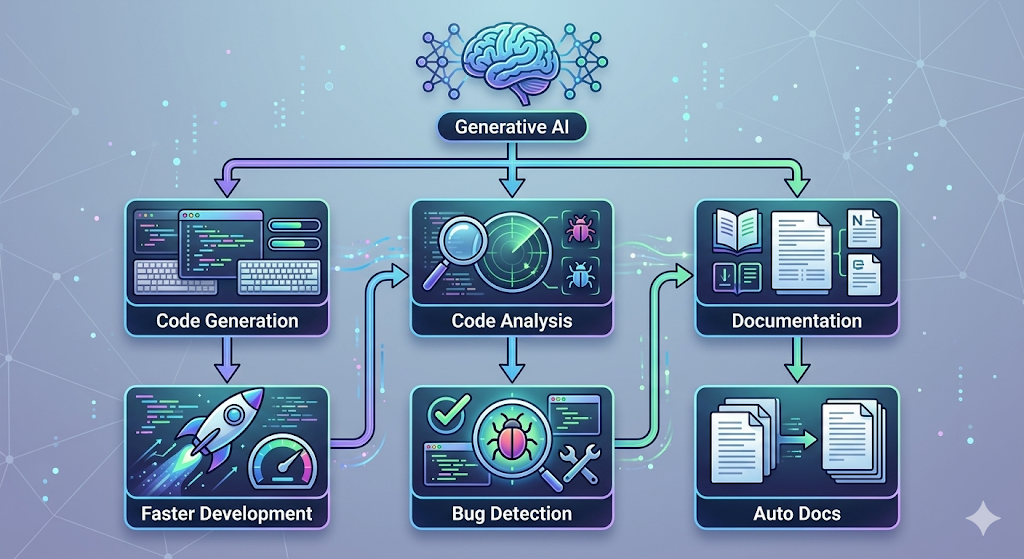 Generative AI
Code Generation
Code Analysis
N
Documentation
Faster Development
Bug Detection
Auto Docs